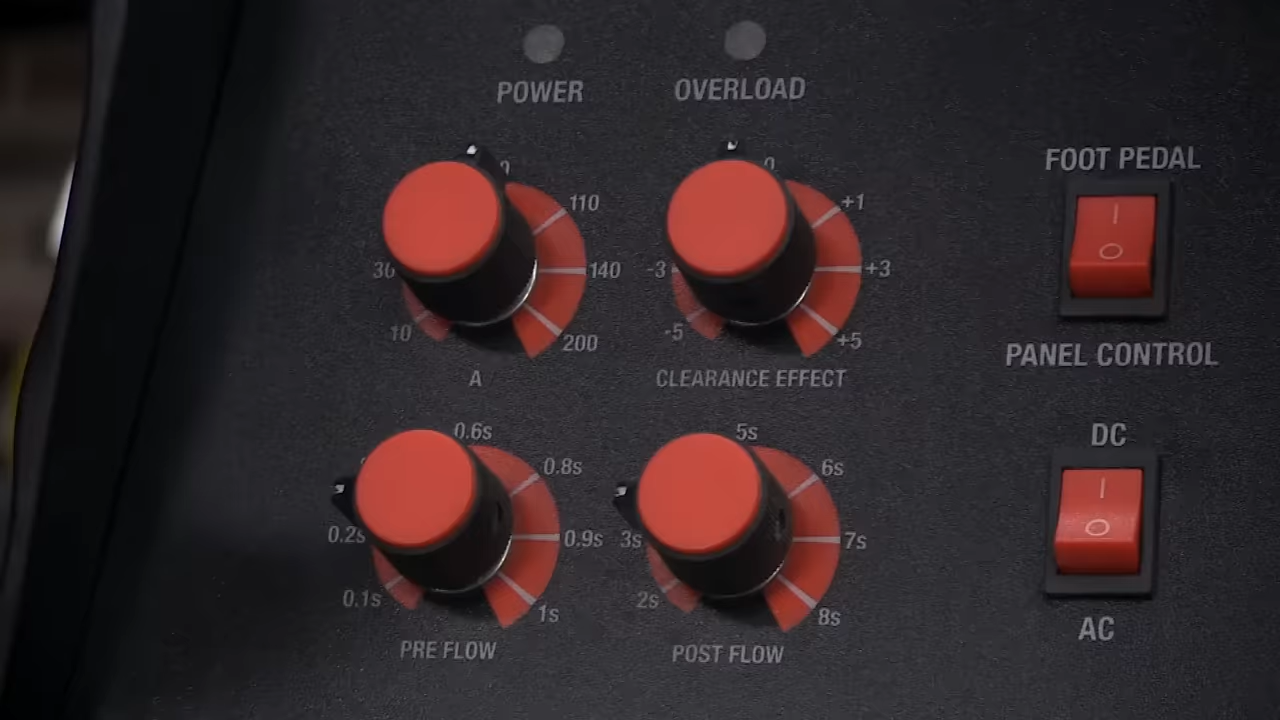 POWER
OVERLOAD
0
110
30
140
10
200
A
0
+1
-3
+3
-5
+5
CLEARANCE EFFECT
FOOT PEDAL
PANEL CONTROL
0.6s
0.8s
0.2s
0.9s
0.1s
1s
PRE FLOW
5s
6s
3s
7s
2s
8s
POST FLOW
DC
AC